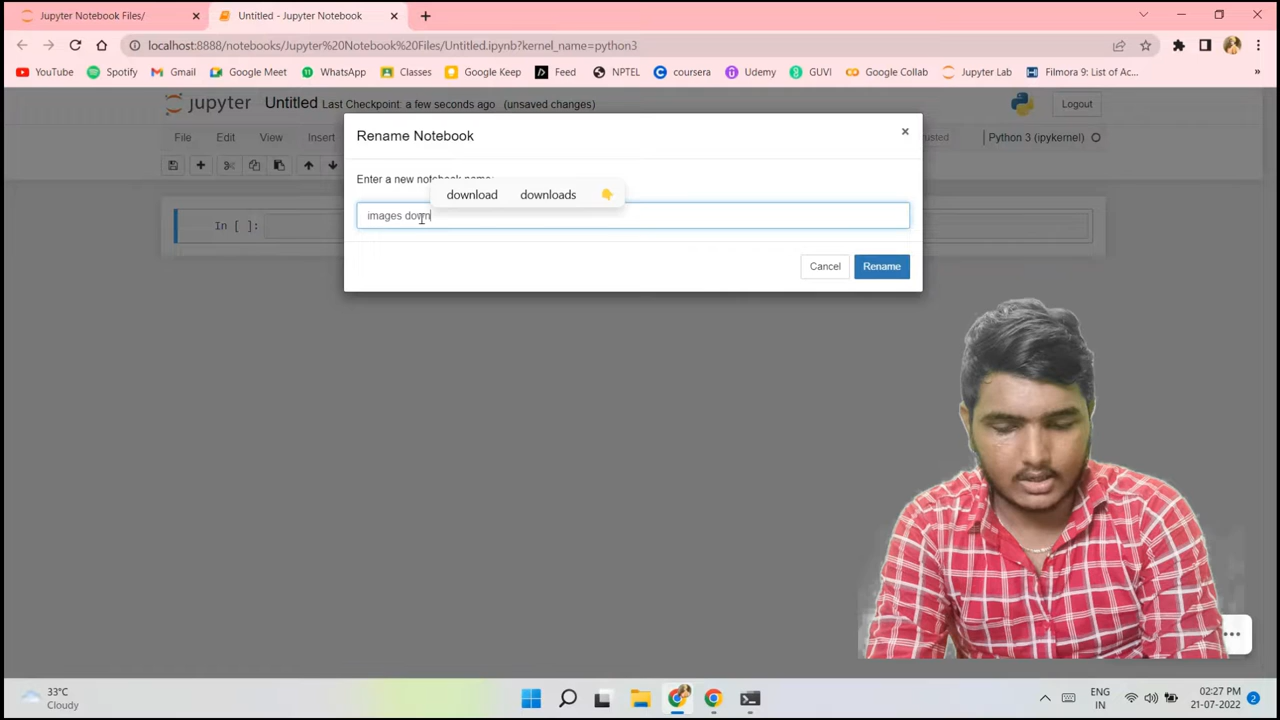 Jupyter Notebook Files/
Untitled - Jupyter Notebook
localhost:8888/notebooks/Jupyter%20Notebook%20Files/Untitled.ipynb?kernel_name=python3
YouTube Spotify Gmail Google Meet WhatsApp Classes Google Keep Feed NPTEL coursera Udemy GUVI Google Collab Jupyter Lab Filmora 9: List of Ac... »
jupyter Untitled Last Checkpoint: a few seconds ago (unsaved changes) Logout
File Edit View Insert Python 3 (ipykernel)
Rename Notebook
Enter a new notebook name:
download downloads
images down
In [ ]:
Cancel Rename
33°C
Cloudy
ENG
IN
02:27 PM
21-07-2022
2